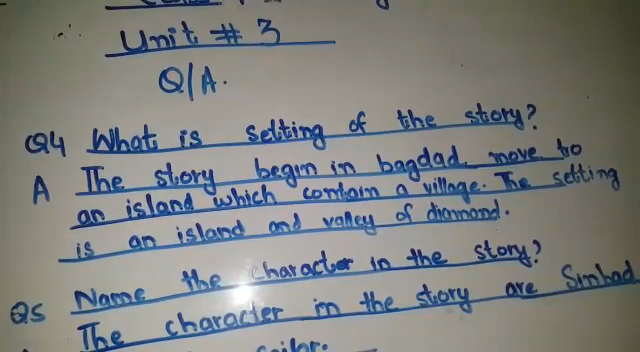 Unit # 3
Q/A.
Q4 What is setting of the story?
A The story begin in bagdad. move to
an island which contain a village. The setting
is an island and valley of diamond.
Q5 Name the character in the story?
The character in the story are Sinbad
sailor.